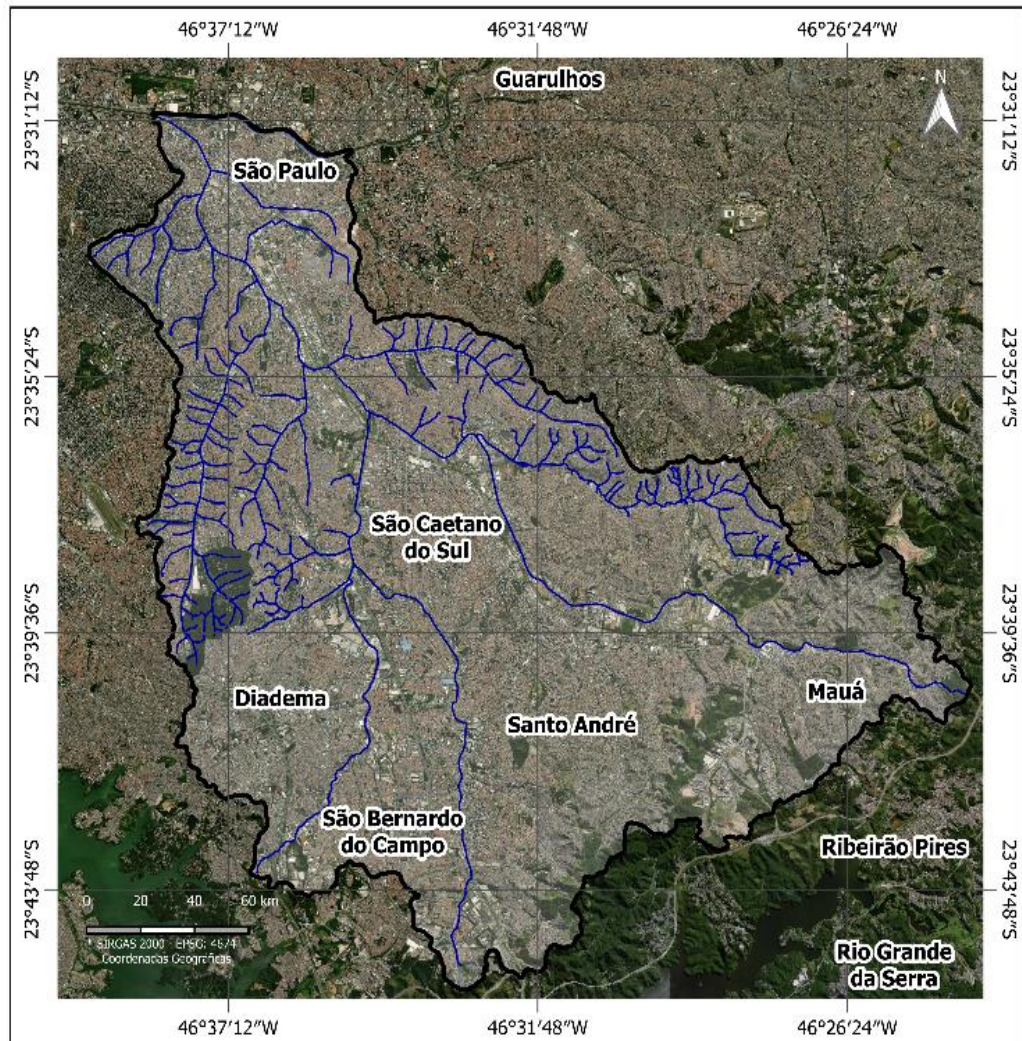 46°37'12"W
46°31'48"W
46°26'24"W
Guarulhos
N
23°31'12"S
23°31'12"S
São Paulo
23°35'24"S
23°35'24"S
São Caetano
do Sul
23°39'36"S
23°39'36"S
Diadema
Mauá
Santo André
São Bernardo
do Campo
Ribeirão Pires
23°43'48"S
23°43'48"S
0 20 40 60 km
* SIRGAS 2000 - EPSG: 4674
Coordenadas Geográficas
Rio Grande
da Serra
46°37'12"W
46°31'48"W
46°26'24"W